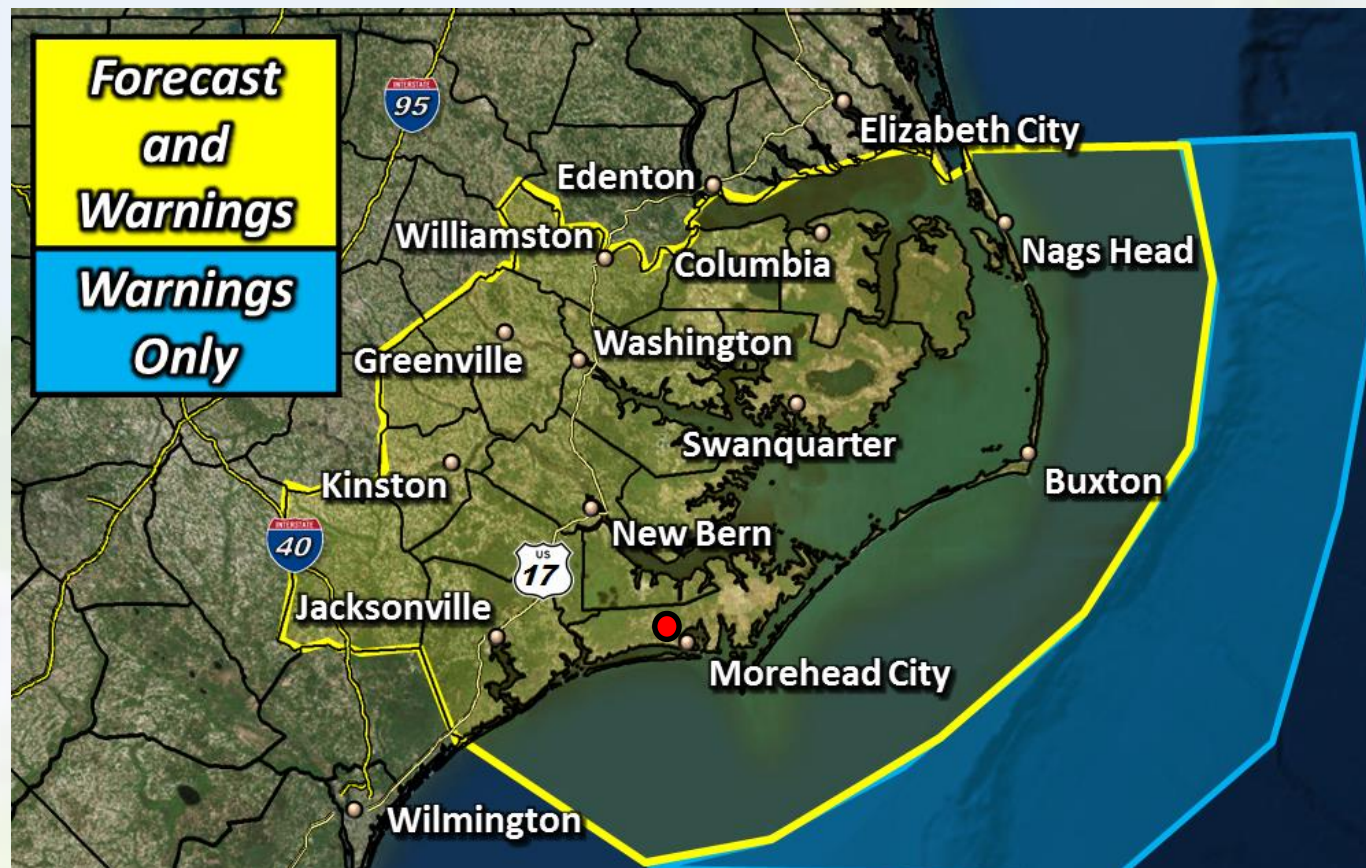 Forecast
and
Warnings
Warnings
Only
INTERSTATE
95
Elizabeth City
Edenton
Williamston
Columbia
Nags Head
Washington
Greenville
Swanquarter
Kinston
Buxton
INTERSTATE
40
New Bern
US
17
Jacksonville
Morehead City
Wilmington